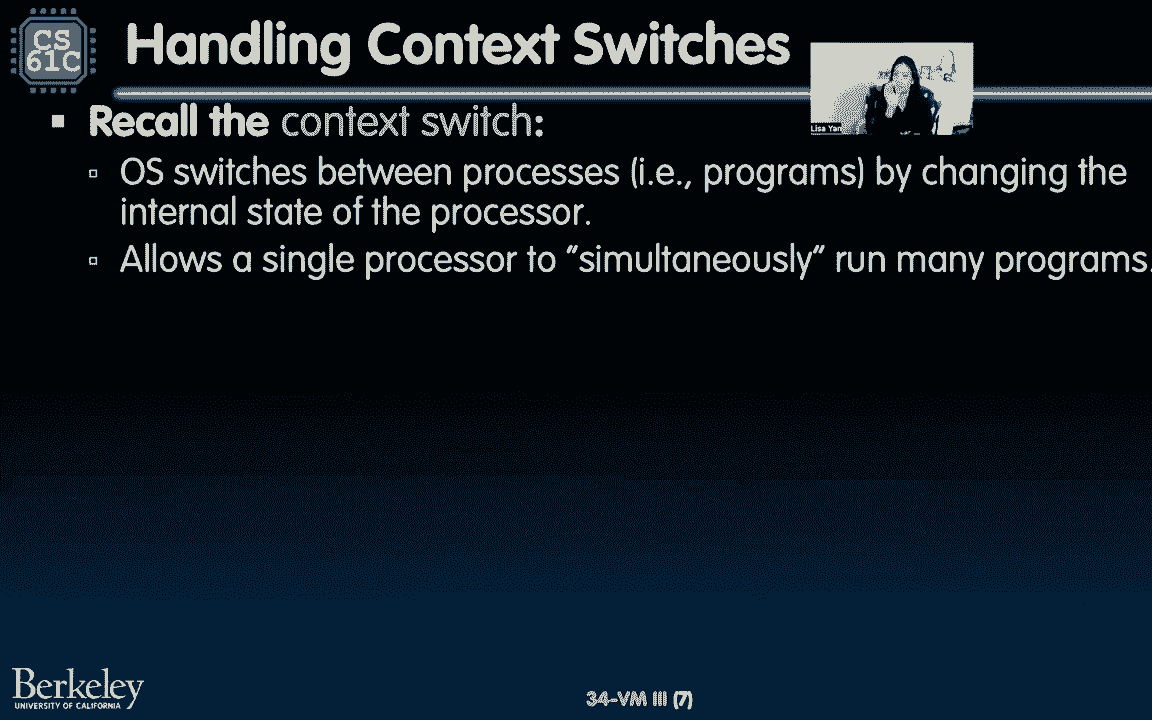 CS
61C
Handling Context Switches
Lisa Yan
▪ Recall the context switch:
▫ OS switches between processes (i.e., programs) by changing the
internal state of the processor.
▫ Allows a single processor to “simultaneously” run many programs.
Berkeley
UNIVERSITY OF CALIFORNIA
34-VM III (7)